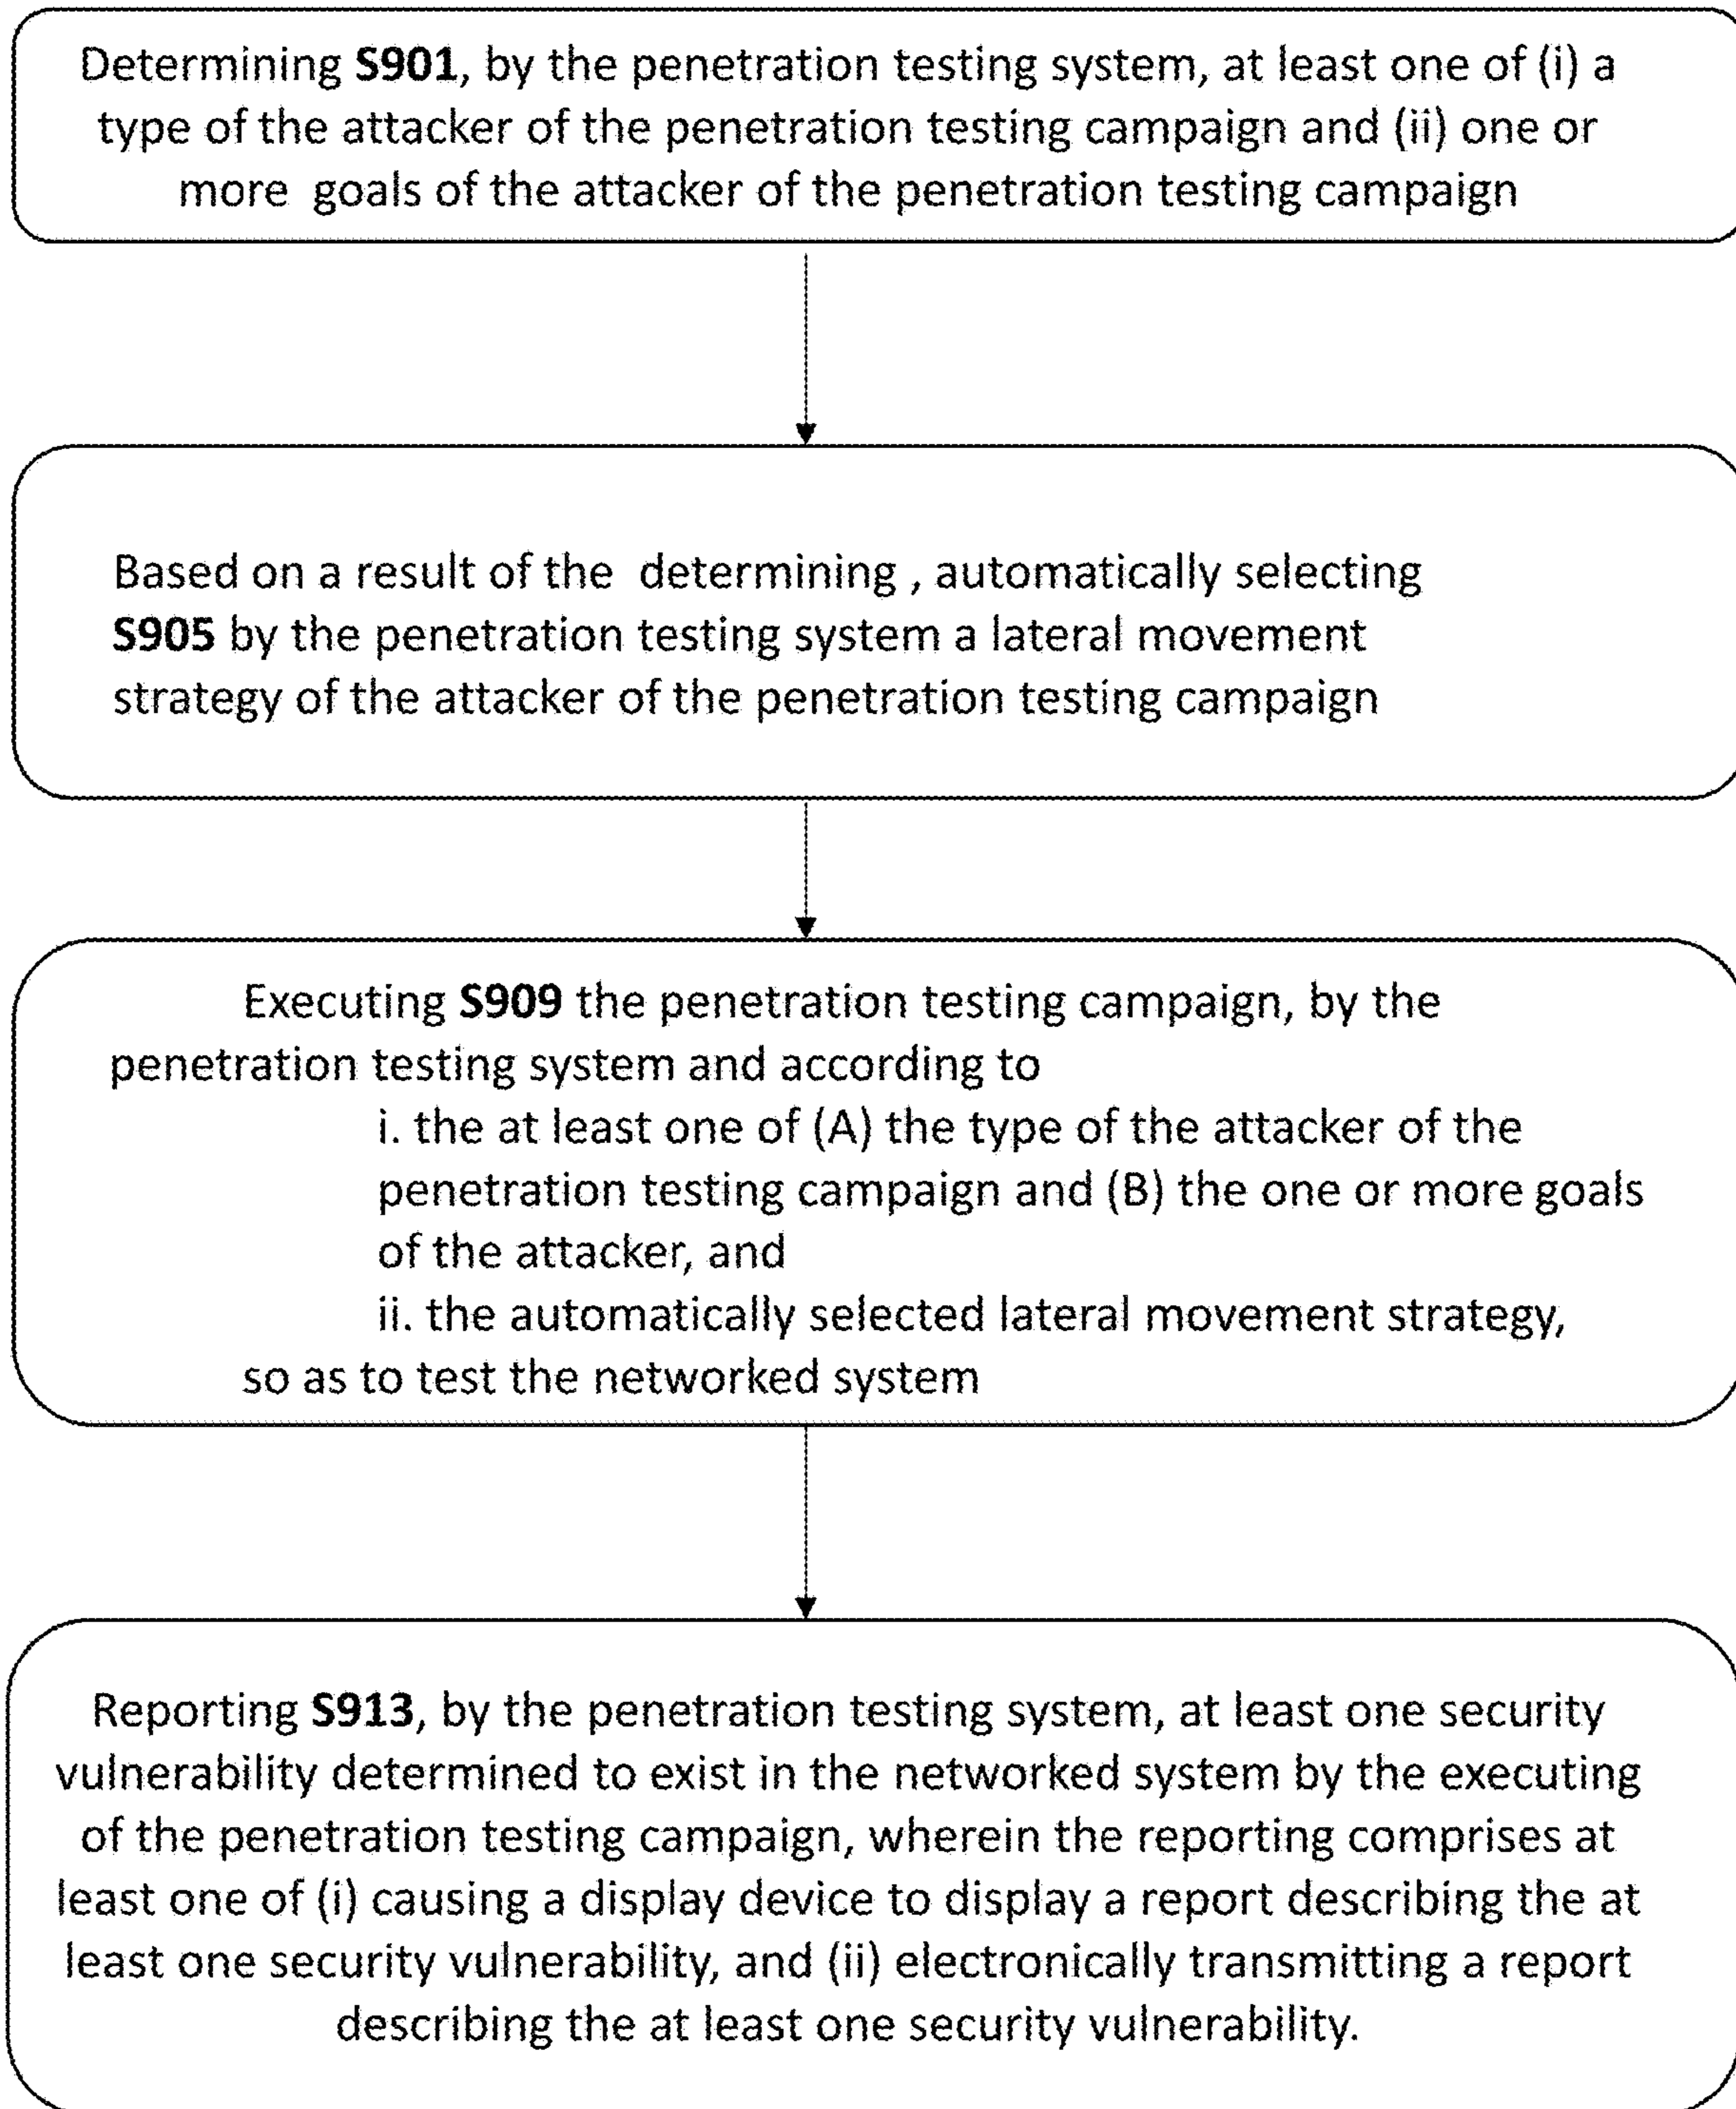 Determining S901, by the penetration testing system, at least one of (i) a
type of the attacker of the penetration testing campaign and (ii) one or
more goals of the attacker of the penetration testing campaign
Based on a result of the determining , automatically selecting
S905 by the penetration testing system a lateral movement
strategy of the attacker of the penetration testing campaign
Executing S909 the penetration testing campaign, by the
penetration testing system and according to
i. the at least one of (A) the type of the attacker of the
penetration testing campaign and (B) the one or more goals
of the attacker, and
ii. the automatically selected lateral movement strategy,
so as to test the networked system
Reporting S913, by the penetration testing system, at least one security
vulnerability determined to exist in the networked system by the executing
of the penetration testing campaign, wherein the reporting comprises at
least one of (i) causing a display device to display a report describing the at
least one security vulnerability, and (ii) electronically transmitting a report
describing the at least one security vulnerability.